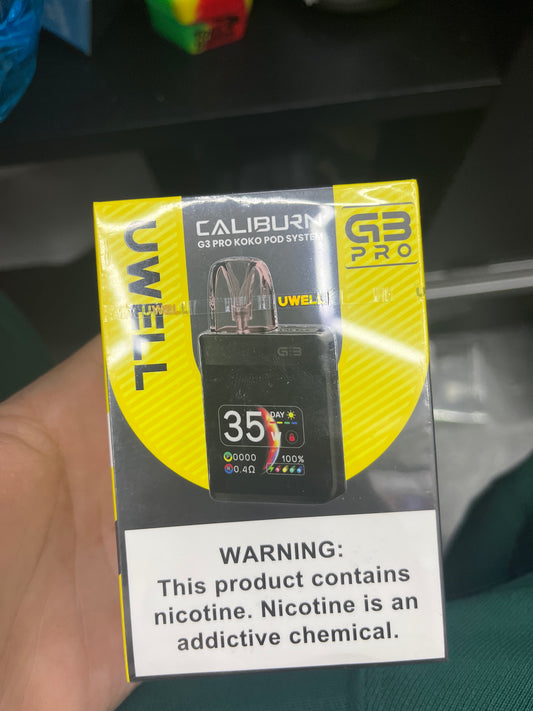 UWELL
CALIBURN
G3 PRO KOKO POD SYSTEM
G3
PRO
UWELL
UWELL
G3
35
DAY
0000
100%
0.4Ω
WARNING:
This product contains
nicotine. Nicotine is an
addictive chemical.